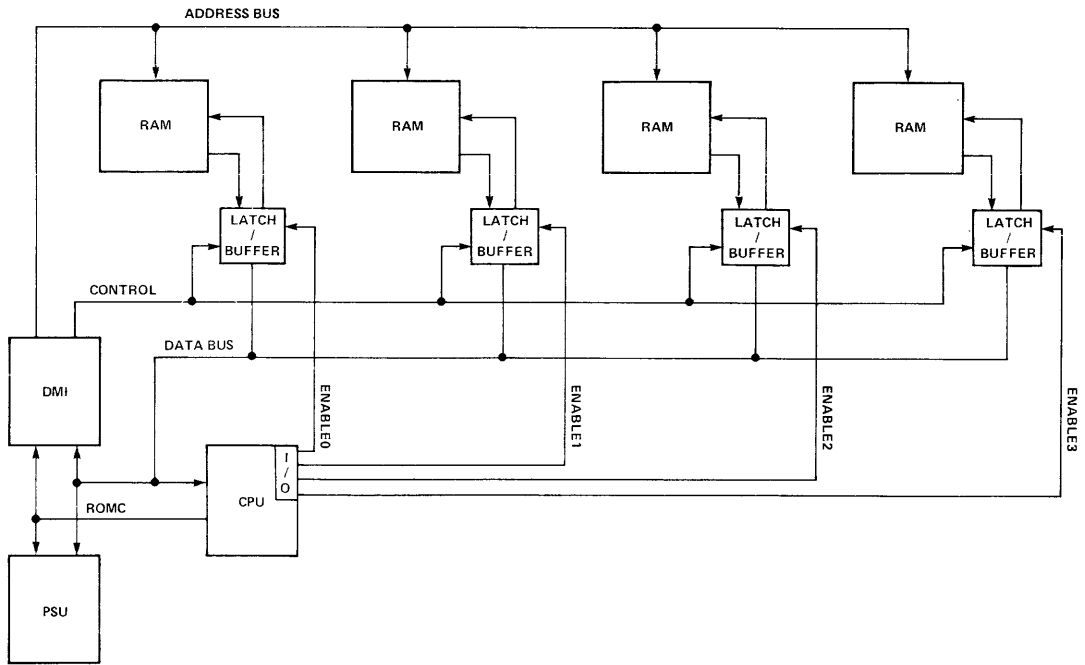 ADDRESS BUS
RAM
RAM
RAM
RAM
LATCH
/
BUFFER
LATCH
/
BUFFER
LATCH
/
BUFFER
LATCH
/
BUFFER
CONTROL
DATA BUS
DMI
ENABLE0
ENABLE1
ENABLE2
ENABLE3
I
/
O
CPU
ROMC
PSU